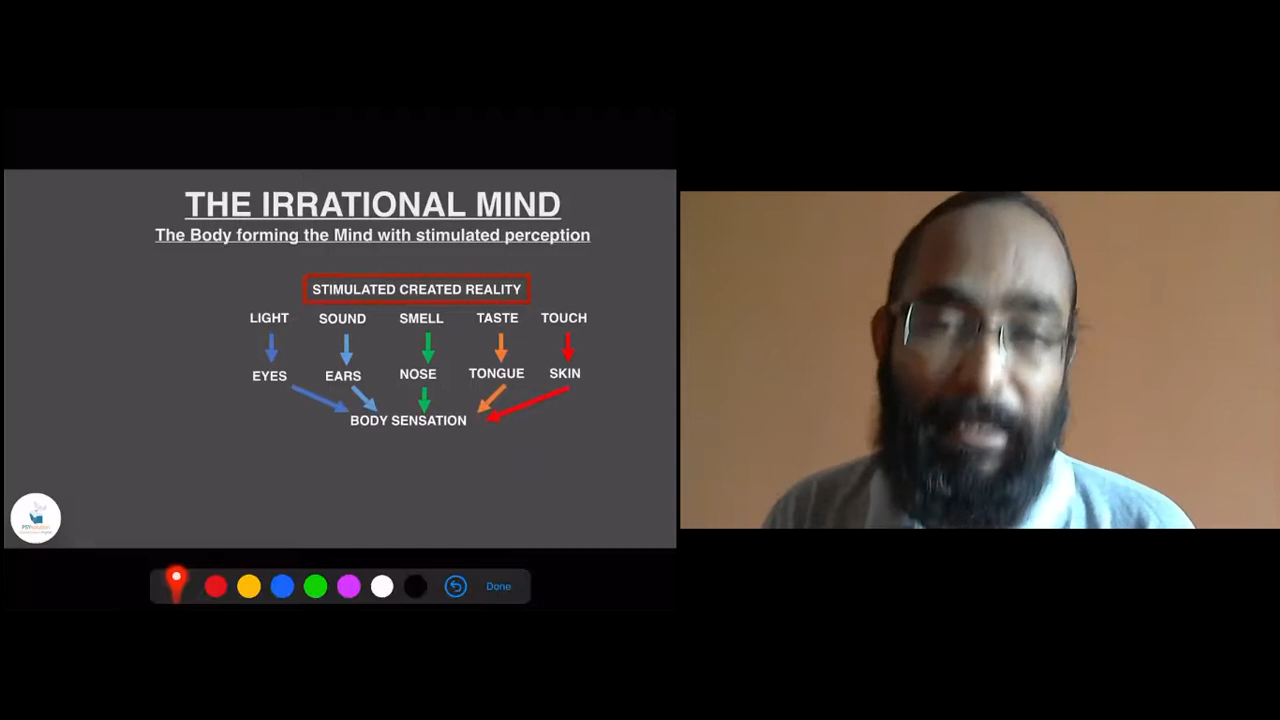 THE IRRATIONAL MIND
The Body forming the Mind with stimulated perception
STIMULATED CREATED REALITY
LIGHT SOUND SMELL TASTE TOUCH
EYES EARS NOSE TONGUE SKIN
BODY SENSATION
Done